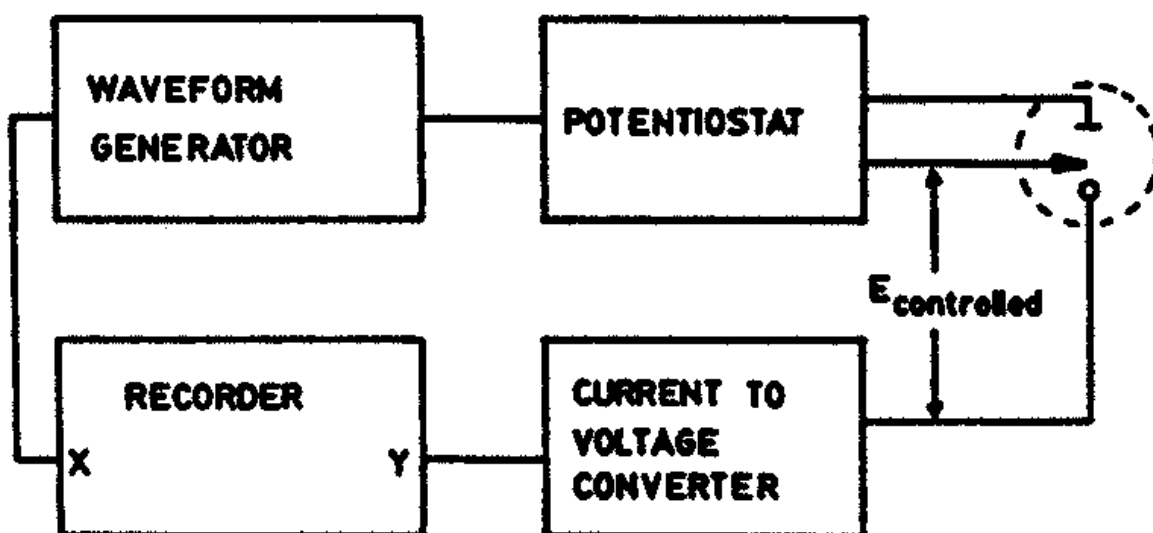 WAVEFORM
GENERATOR
POTENTIOSTAT
E controlled
RECORDER
X
Y
CURRENT TO
VOLTAGE
CONVERTER